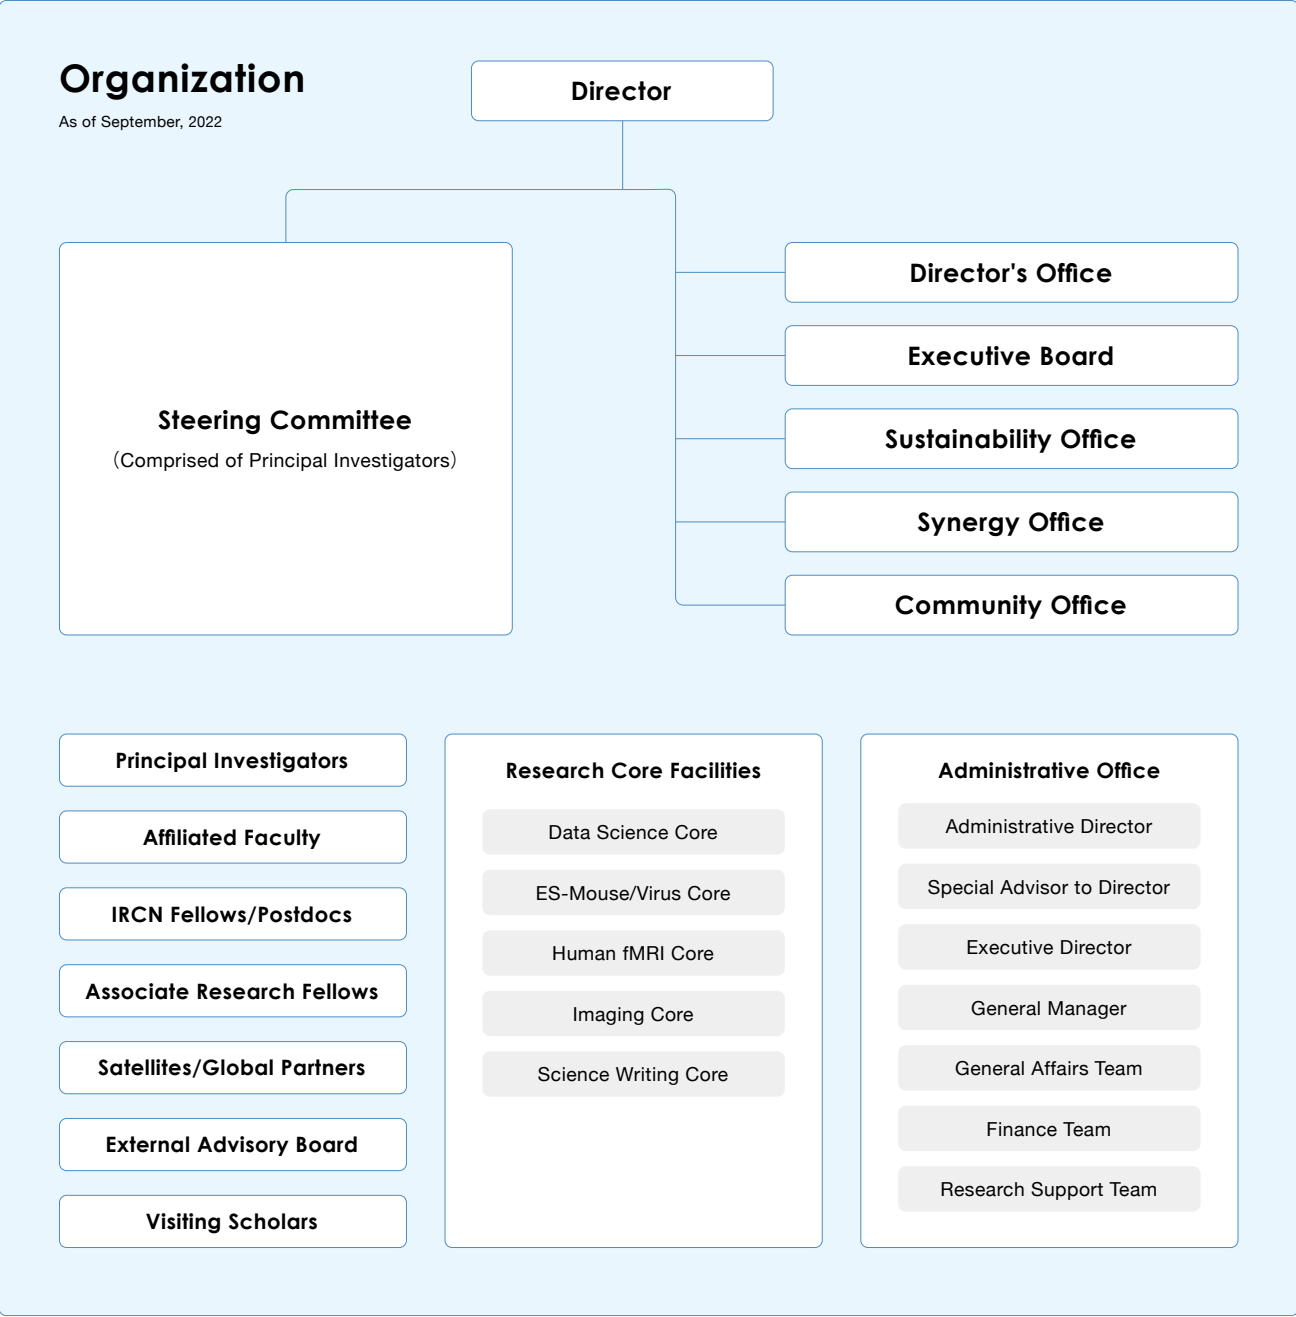 Organization
As of September, 2022
Director
Steering Committee
（Comprised of Principal Investigators）
Director's Office
Executive Board
Sustainability Office
Synergy Office
Community Office
Principal Investigators
Affiliated Faculty
IRCN Fellows/Postdocs
Associate Research Fellows
Satellites/Global Partners
External Advisory Board
Visiting Scholars
Research Core Facilities
Data Science Core
ES-Mouse/Virus Core
Human fMRI Core
Imaging Core
Science Writing Core
Administrative Office
Administrative Director
Special Advisor to Director
Executive Director
General Manager
General Affairs Team
Finance Team
Research Support Team